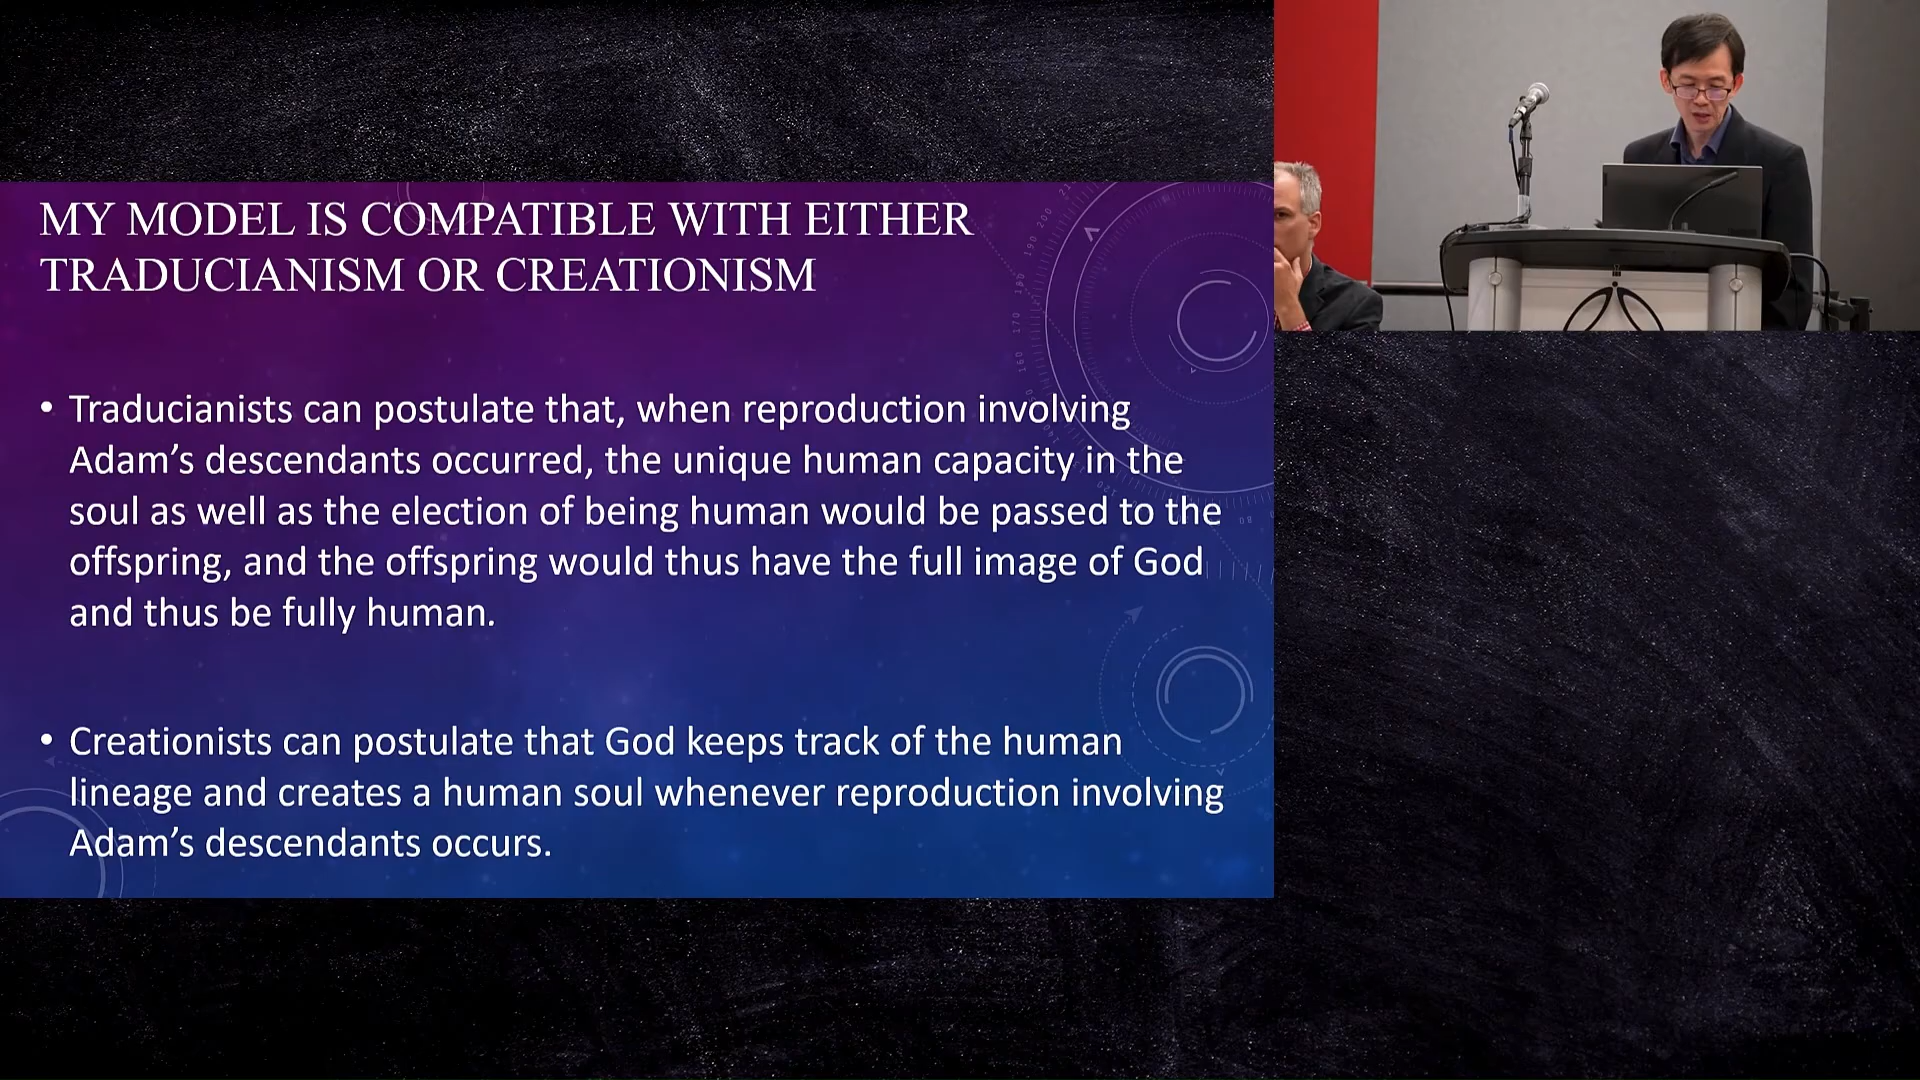 MY MODEL IS COMPATIBLE WITH EITHER
TRADUCIANISM OR CREATIONISM
• Traducianists can postulate that, when reproduction involving
Adam’s descendants occurred, the unique human capacity in the
soul as well as the election of being human would be passed to the
offspring, and the offspring would thus have the full image of God
and thus be fully human.
• Creationists can postulate that God keeps track of the human
lineage and creates a human soul whenever reproduction involving
Adam’s descendants occurs.